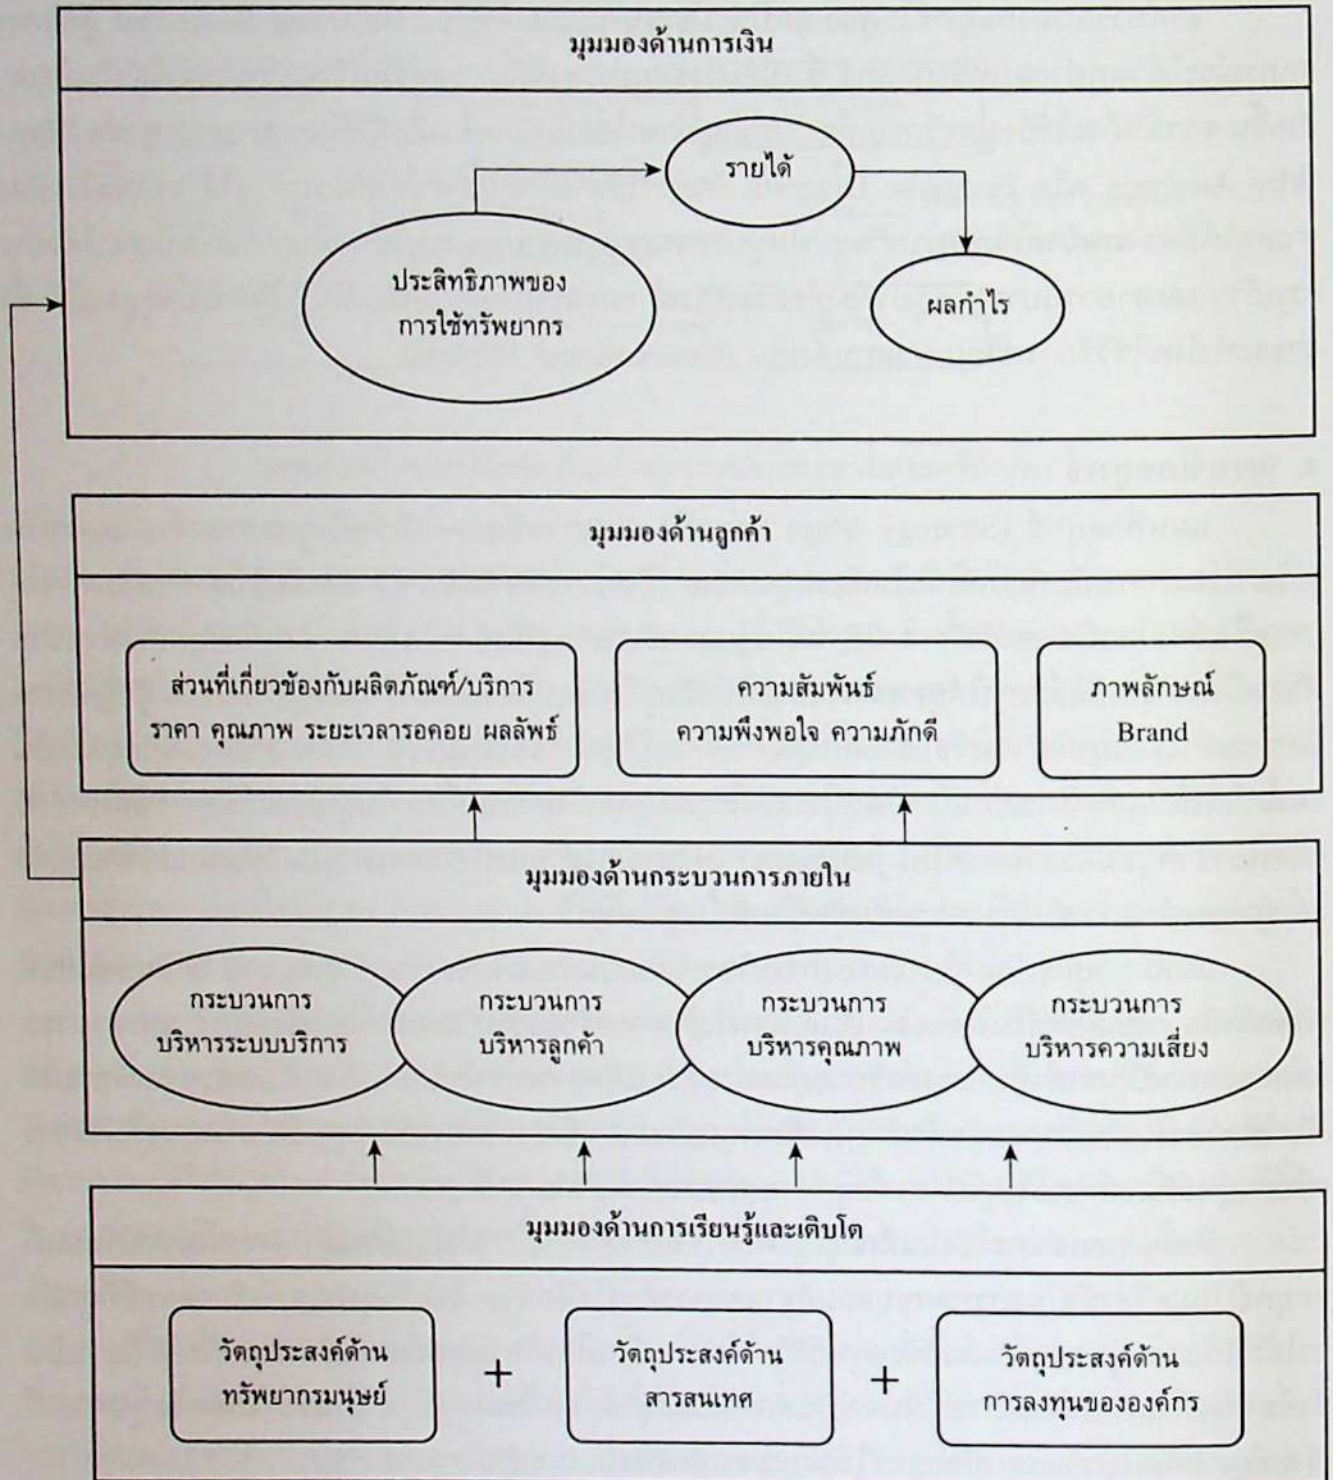 มุมมองด้านการเงิน
รายได้
ประสิทธิภาพของ
การใช้ทรัพยากร
ผลกำไร
มุมมองด้านลูกค้า
ส่วนที่เกี่ยวข้องกับผลิตภัณฑ์/บริการ
ราคา คุณภาพ ระยะเวลารอคอย ผลลัพธ์
ความสัมพันธ์
ความพึงพอใจ ความภักดี
ภาพลักษณ์
Brand
มุมมองด้านกระบวนการภายใน
กระบวนการ
บริหารระบบบริการ
กระบวนการ
บริหารลูกค้า
กระบวนการ
บริหารคุณภาพ
กระบวนการ
บริหารความเสี่ยง
มุมมองด้านการเรียนรู้และเติบโต
วัตถุประสงค์ด้าน
ทรัพยากรมนุษย์
+
วัตถุประสงค์ด้าน
สารสนเทศ
+
วัตถุประสงค์ด้าน
การลงทุนขององค์กร